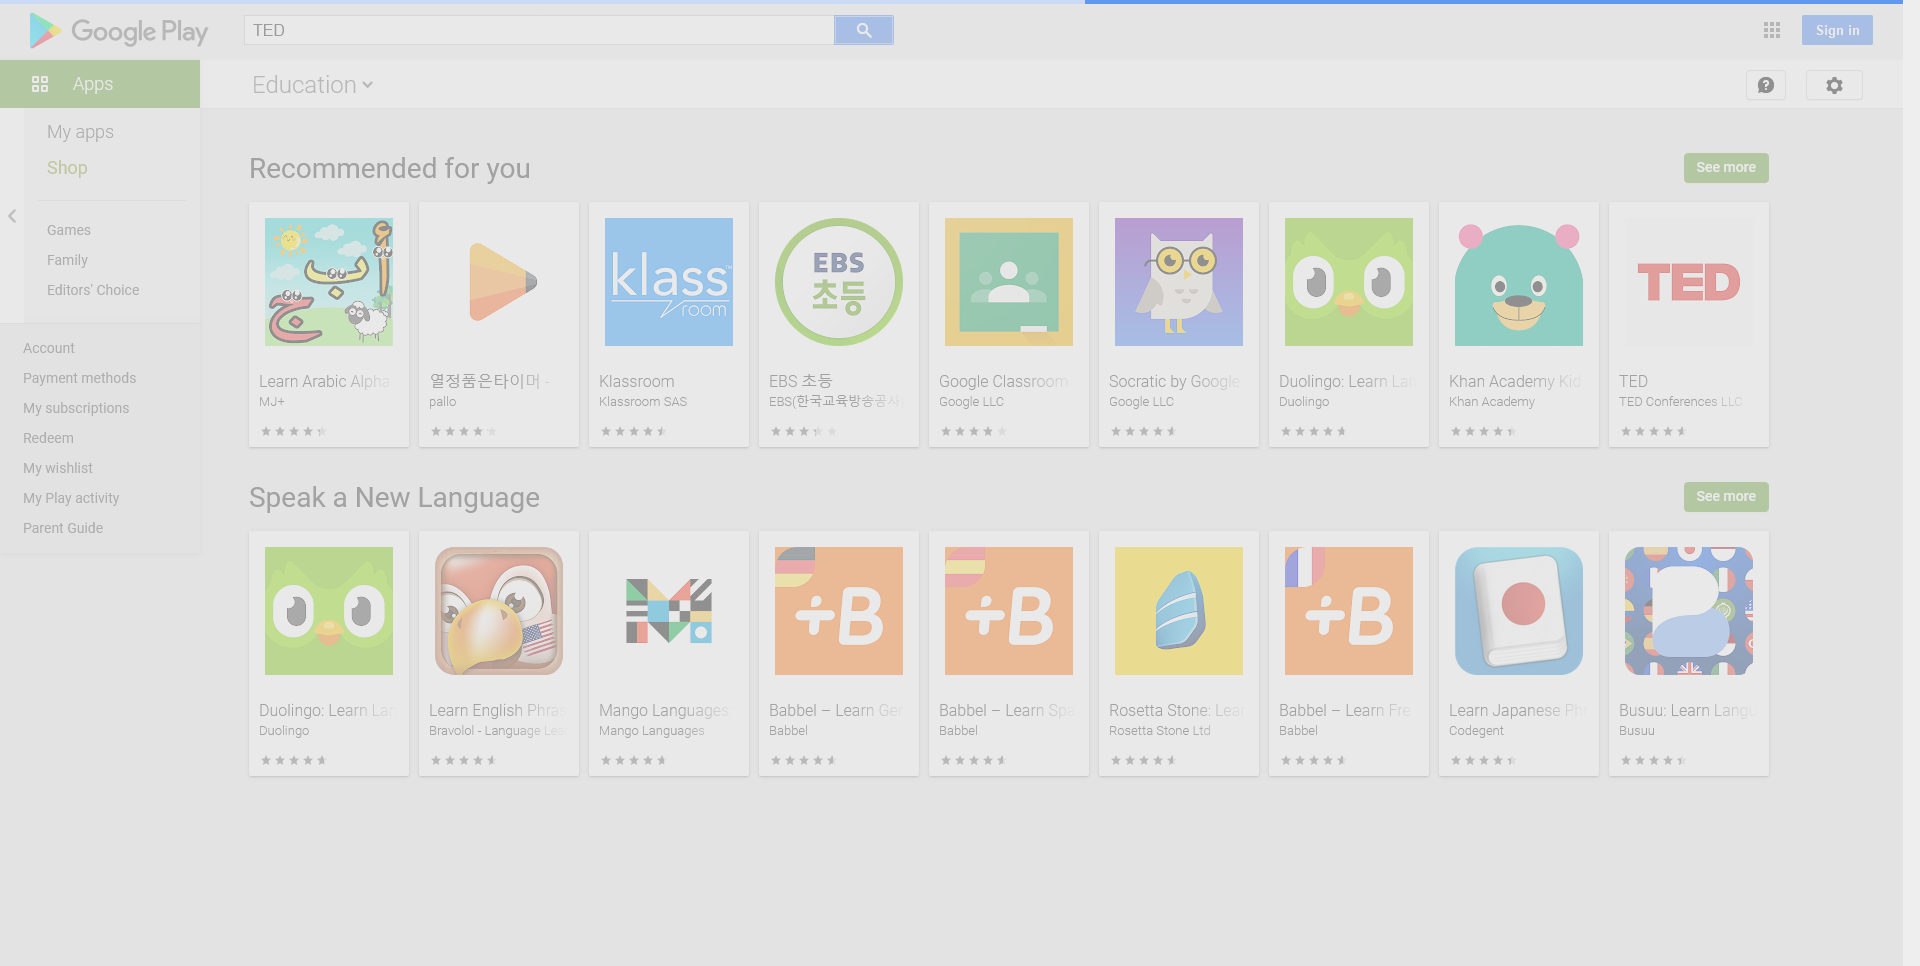 Google Play
TED
Sign in
Apps
Education
My apps
Shop
Games
Family
Editors' Choice
Account
Payment methods
My subscriptions
Redeem
My wishlist
My Play activity
Parent Guide
Recommended for you
See more
klass
room
EBS
초등
TED
Learn Arabic Alpha
MJ+
열정품은타이머 -
pallo
Klassroom
Klassroom SAS
EBS 초등
EBS(한국교육방송공사)
Google Classroom
Google LLC
Socratic by Google
Google LLC
Duolingo: Learn Lan
Duolingo
Khan Academy Kid
Khan Academy
TED
TED Conferences LLC
Speak a New Language
See more
+B
+B
+B
Duolingo: Learn Lan
Duolingo
Learn English Phras
Bravolol - Language Lea
Mango Languages
Mango Languages
Babbel – Learn Ger
Babbel
Babbel – Learn Spa
Babbel
Rosetta Stone: Lear
Rosetta Stone Ltd
Babbel – Learn Fre
Babbel
Learn Japanese Phr
Codegent
Busuu: Learn Langu
Busuu